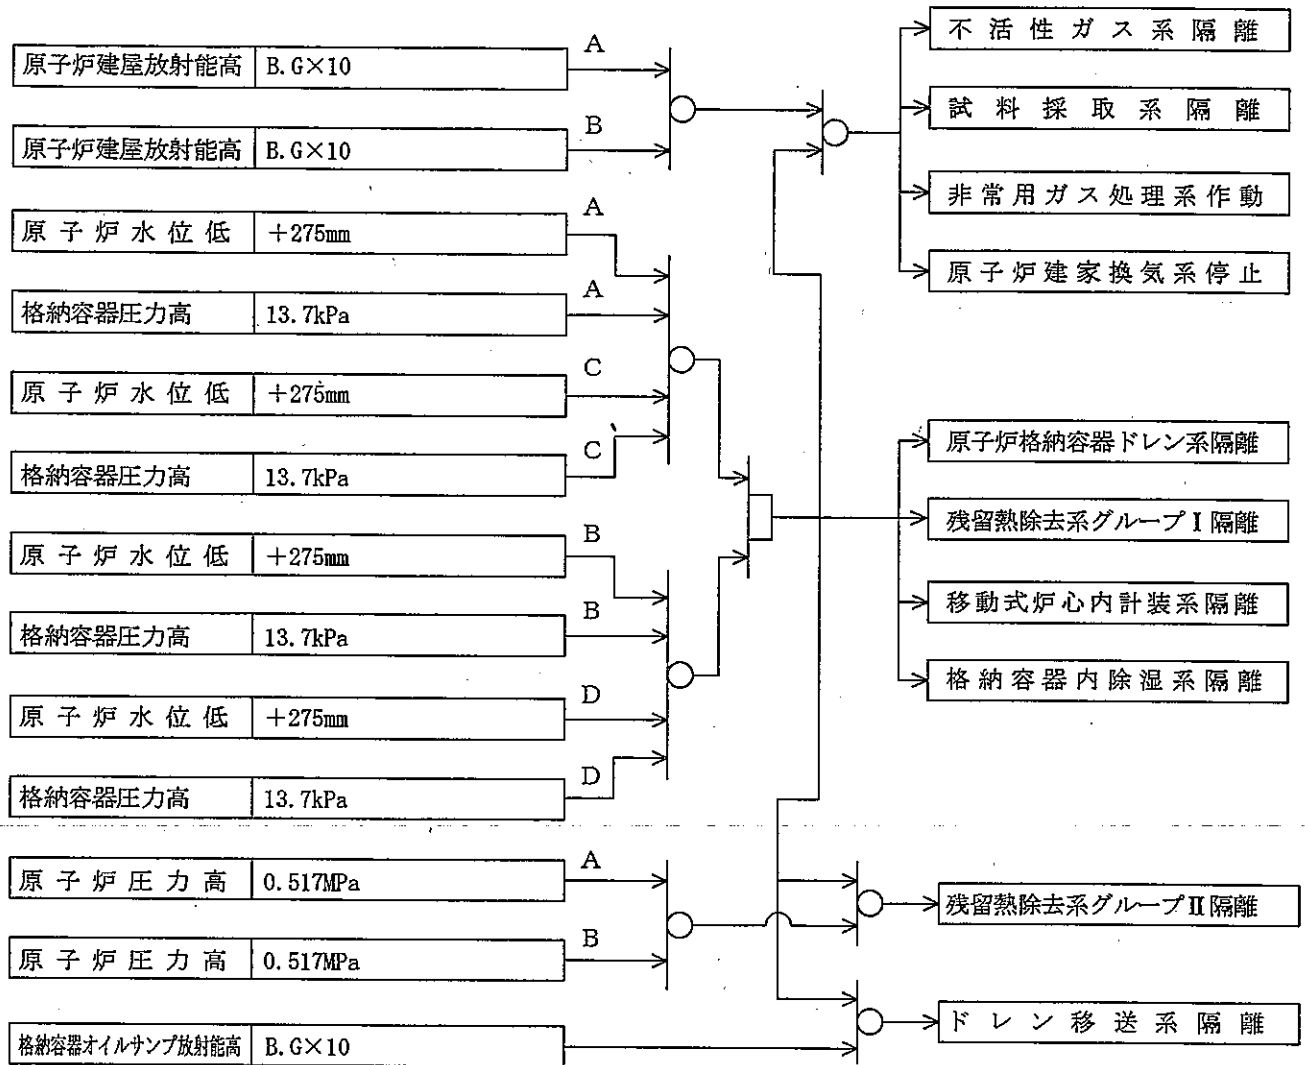 原子炉建屋放射能高 B.G×10 A
原子炉建屋放射能高 B.G×10 B
原子炉水位低 +275mm A
格納容器圧力高 13.7kPa A
原子炉水位低 +275mm C
格納容器圧力高 13.7kPa C
原子炉水位低 +275mm B
格納容器圧力高 13.7kPa B
原子炉水位低 +275mm D
格納容器圧力高 13.7kPa D
原子炉圧力高 0.517MPa A
原子炉圧力高 0.517MPa B
格納容器オイルサンプ放射能高 B.G×10
不活性ガス系隔離
試料採取系隔離
非常用ガス処理系作動
原子炉建家換気系停止
原子炉格納容器ドレン系隔離
残留熱除去系グループⅠ隔離
移動式炉心内計装系隔離
格納容器内除湿系隔離
残留熱除去系グループⅡ隔離
ドレン移送系隔離